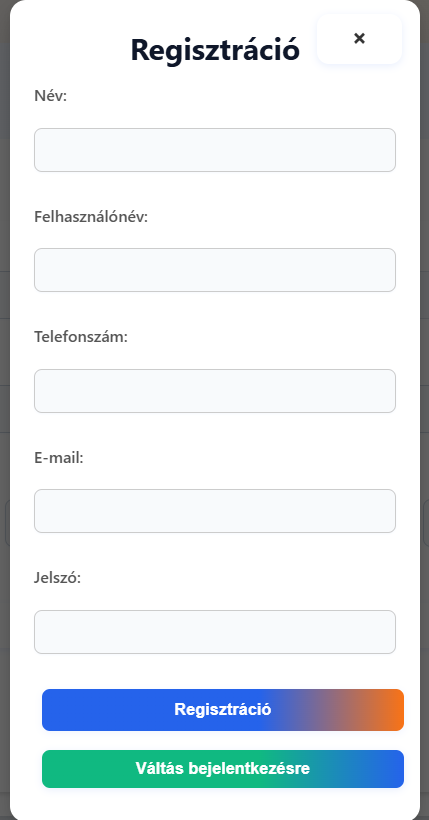 Regisztráció
×
Név:
Felhasználónév:
Telefonszám:
E-mail:
Jelszó:
Regisztráció
Váltás bejelentkezésre